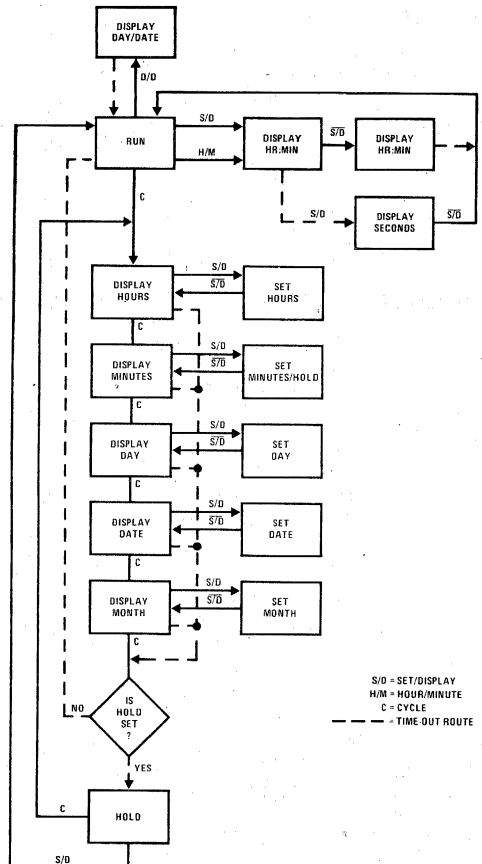 DISPLAY
DAY/DATE
D/D
RUN
S/D
H/M
DISPLAY
HR:MIN
S/D
DISPLAY
HR:MIN
S/D
DISPLAY
SECONDS
S/D
C
DISPLAY
HOURS
S/D
S/D
SET
HOURS
C
DISPLAY
MINUTES
S/D
S/D
SET
MINUTES/HOLD
C
DISPLAY
DAY
S/D
S/D
SET
DAY
C
DISPLAY
DATE
S/D
S/D
SET
DATE
C
DISPLAY
MONTH
S/D
S/D
SET
MONTH
C
IS
HOLD
SET
?
NO
YES
HOLD
C
S/D
S/D = SET/DISPLAY
H/M = HOUR/MINUTE
C = CYCLE
= TIME-OUT ROUTE